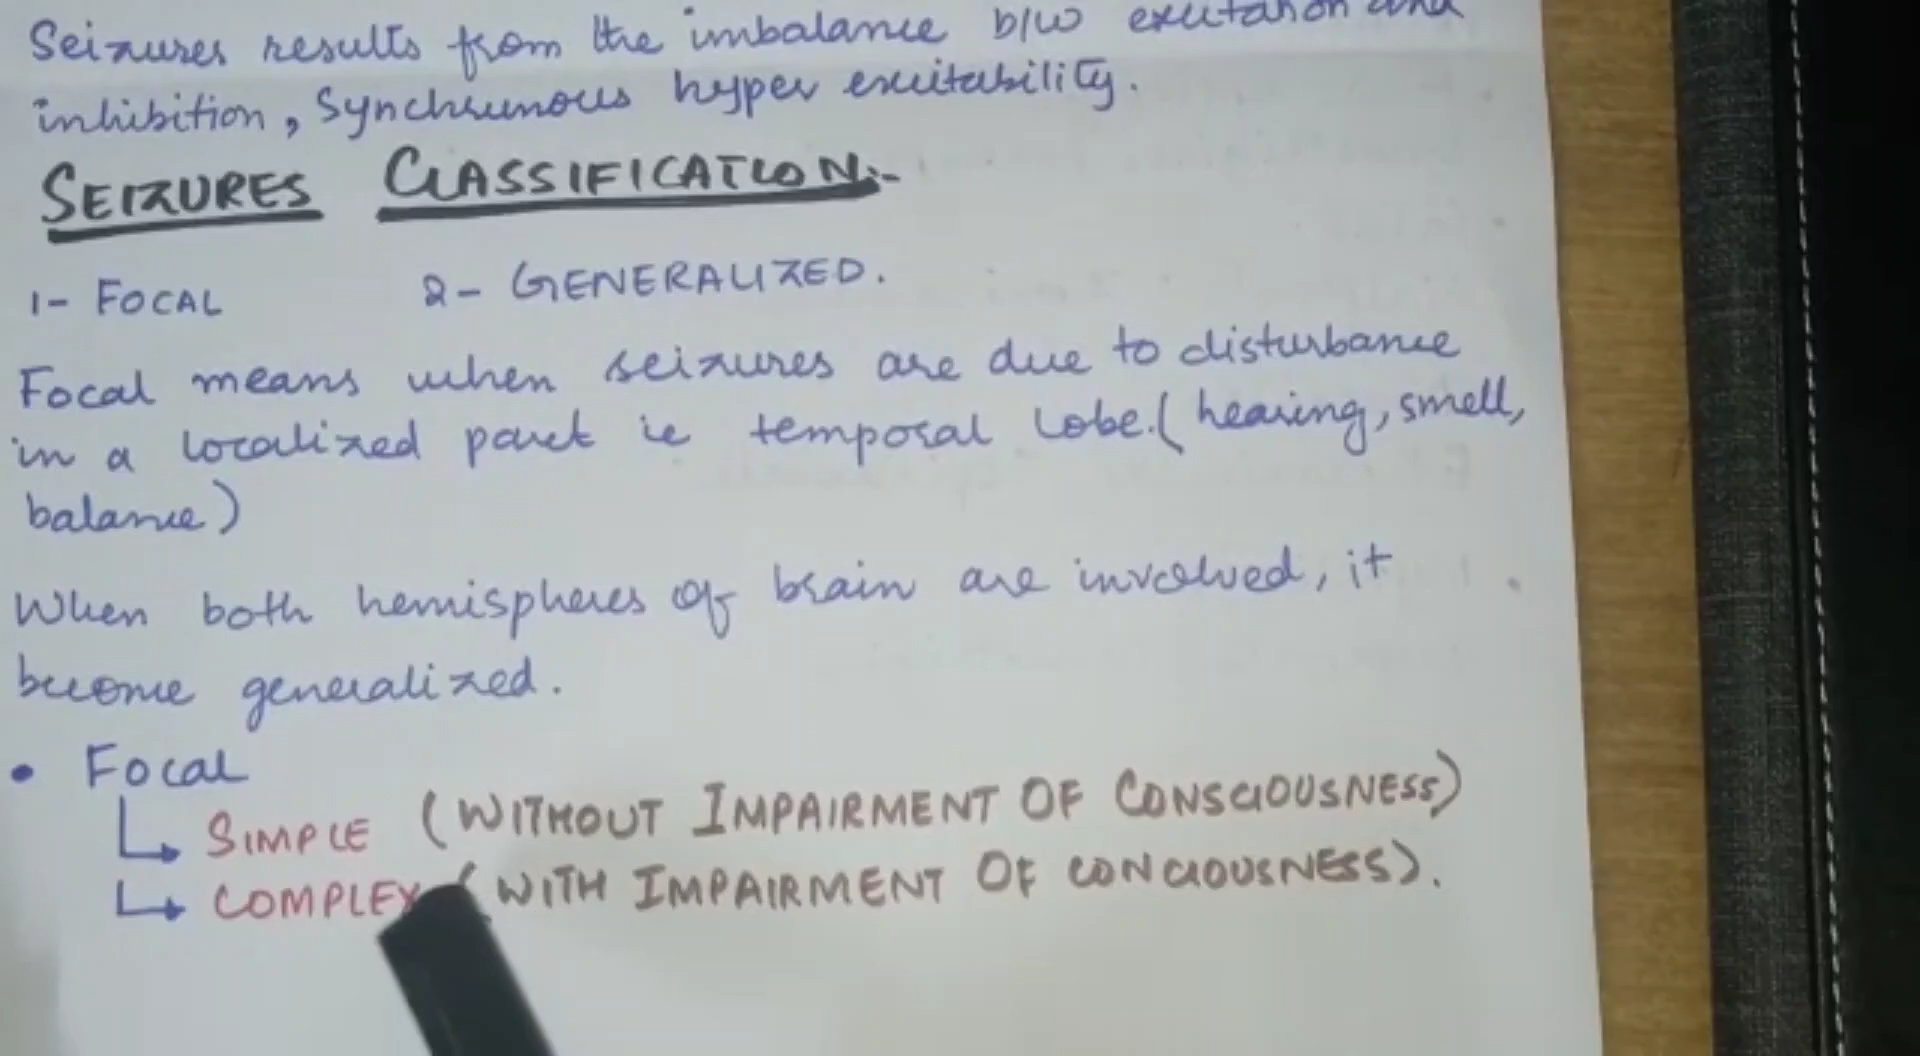 Seizures results from the imbalance b/w excitation and
inhibition, Synchronous hyper excitability.
SEIZURES CLASSIFICATION:-
1- FOCAL 2- GENERALIZED.
Focal means when seizures are due to disturbance
in a localized part ie temporal lobe.(hearing, smell,
balance)
When both hemispheres of brain are involved, it
become generalized.
• Focal
↳ SIMPLE (WITHOUT IMPAIRMENT OF CONSCIOUSNESS)
↳ COMPLEX (WITH IMPAIRMENT OF CONCIOUSNESS).